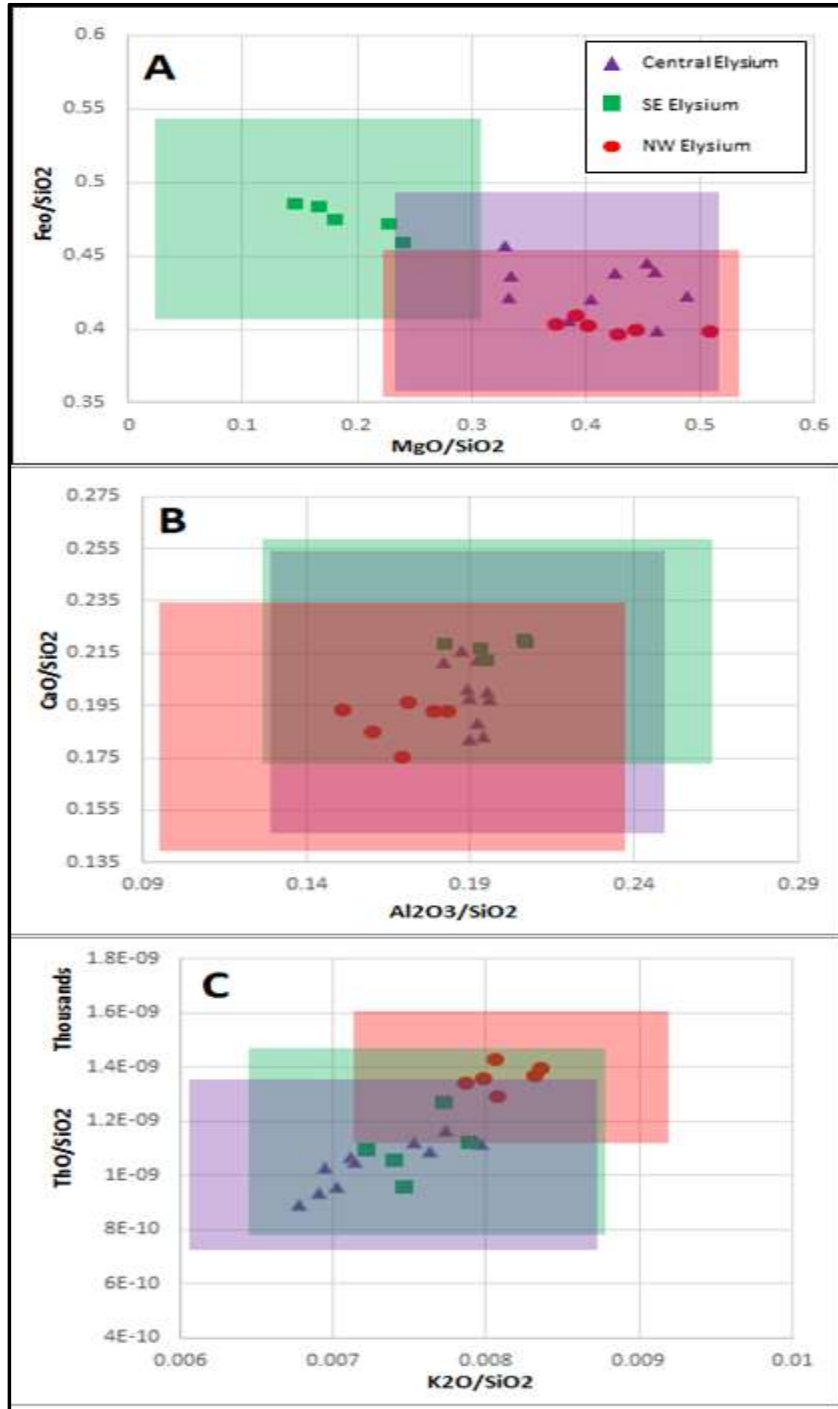 A
Central Elysium
SE Elysium
NW Elysium
Feo/SiO2
0.6
0.55
0.5
0.45
0.4
0.35
0 0.1 0.2 0.3 0.4 0.5 0.6
MgO/SiO2
B
CaO/SiO2
0.275
0.255
0.235
0.215
0.195
0.175
0.155
0.135
0.09 0.14 0.19 0.24 0.29
Al2O3/SiO2
C
Thousands
ThO/SiO2
1.8E-09
1.6E-09
1.4E-09
1.2E-09
1E-09
8E-10
6E-10
4E-10
0.006 0.007 0.008 0.009 0.01
K2O/SiO2